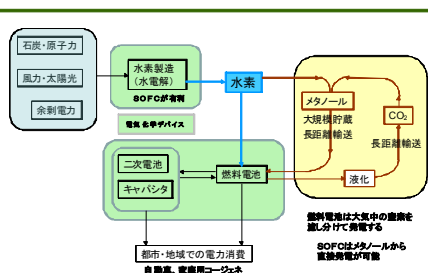 石炭・原子力
風力・太陽光
余剰電力
水素製造
(水電解)
SOFCが有利
水素
電気化学デバイス
メタノール
大規模貯蔵
長距離輸送
CO₂
長距離輸送
液化
二次電池
キャパシタ
燃料電池
都市・地域での電力消費
自動車、家庭用コージェネ
燃料電池は大気中の酸素を
濾し分けて発電する
SOFCはメタノールから
直接発電が可能